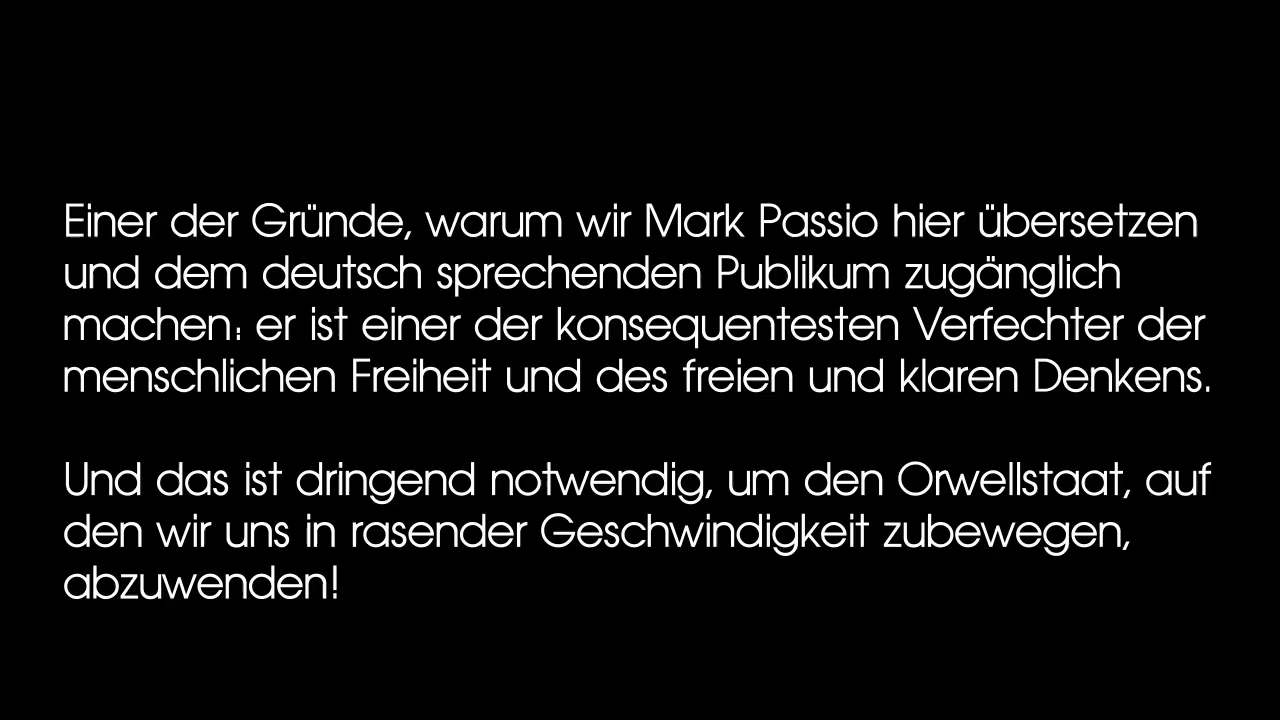 Einer der Gründe, warum wir Mark Passio hier übersetzen
und dem deutsch sprechenden Publikum zugänglich
machen: er ist einer der konsequentesten Verfechter der
menschlichen Freiheit und des freien und klaren Denkens.
Und das ist dringend notwendig, um den Orwellstaat, auf
den wir uns in rasender Geschwindigkeit zubewegen,
abzuwenden!